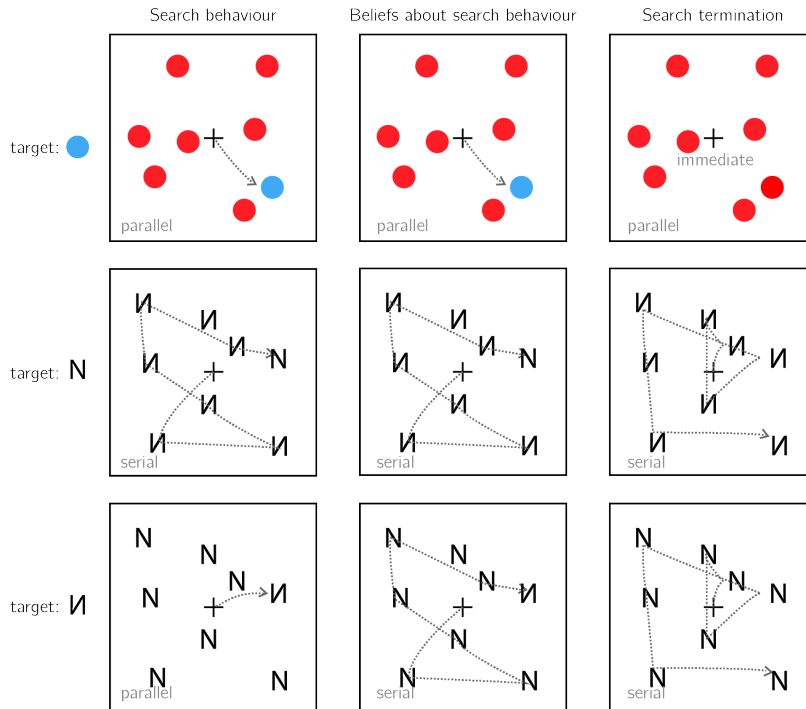 Search behaviour
Beliefs about search behaviour
Search termination
target:
parallel
parallel
immediate
parallel
target: N
И
И
И
N
И
И
И
И
serial
И
И
И
N
И
И
И
И
serial
И
И
И
И
И
И
И
И
serial
target: И
N
N
N
И
N
N
N
N
parallel
N
N
N
И
N
N
N
N
serial
N
N
N
N
N
N
N
N
serial